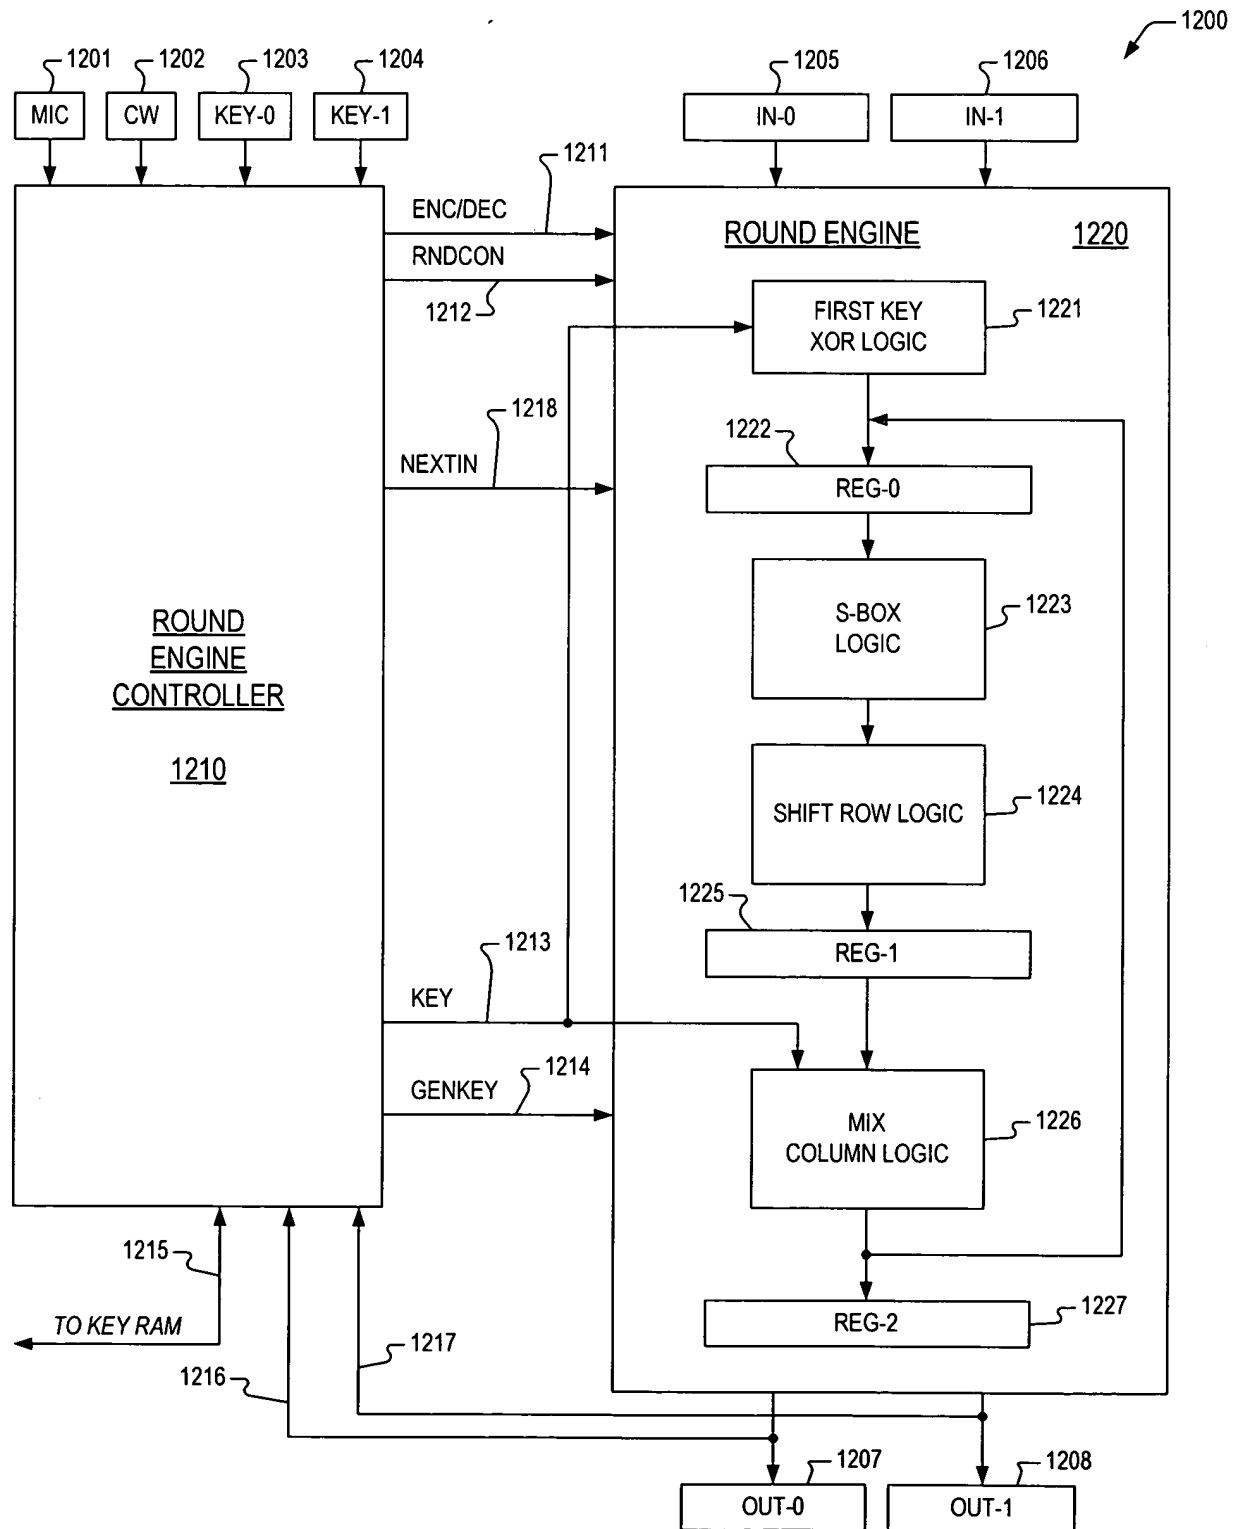 1200
1201
1202
1203
1204
1205
1206
MIC
CW
KEY-0
KEY-1
IN-0
IN-1
1211
ENC/DEC
RNDCON
1212
ROUND ENGINE
1220
FIRST KEY
XOR LOGIC
1221
1218
NEXTIN
1222
REG-0
S-BOX
LOGIC
1223
ROUND
ENGINE
CONTROLLER
1210
SHIFT ROW LOGIC
1224
1225
REG-1
1213
KEY
1214
GENKEY
MIX
COLUMN LOGIC
1226
1215
TO KEY RAM
1217
1216
REG-2
1227
1207
1208
OUT-0
OUT-1